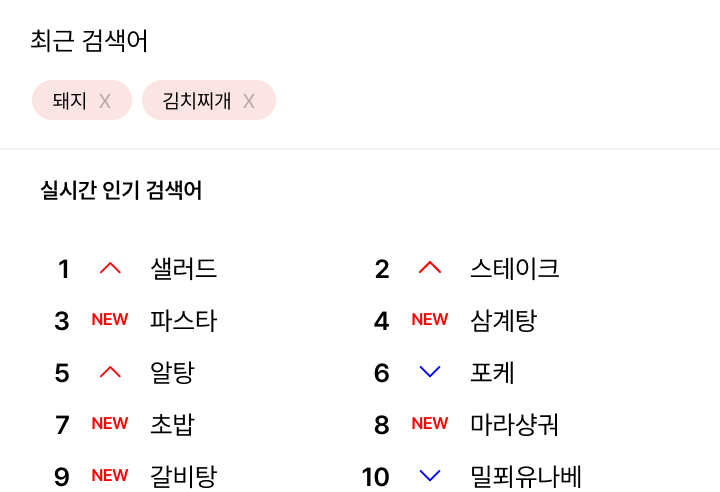 최근 검색어
돼지 X 김치찌개 X
실시간 인기 검색어
1 샐러드 2 스테이크
3 NEW 파스타 4 NEW 삼계탕
5 알탕 6 포케
7 NEW 초밥 8 NEW 마라샹궈
9 NEW 갈비탕 10 밀푀유나베